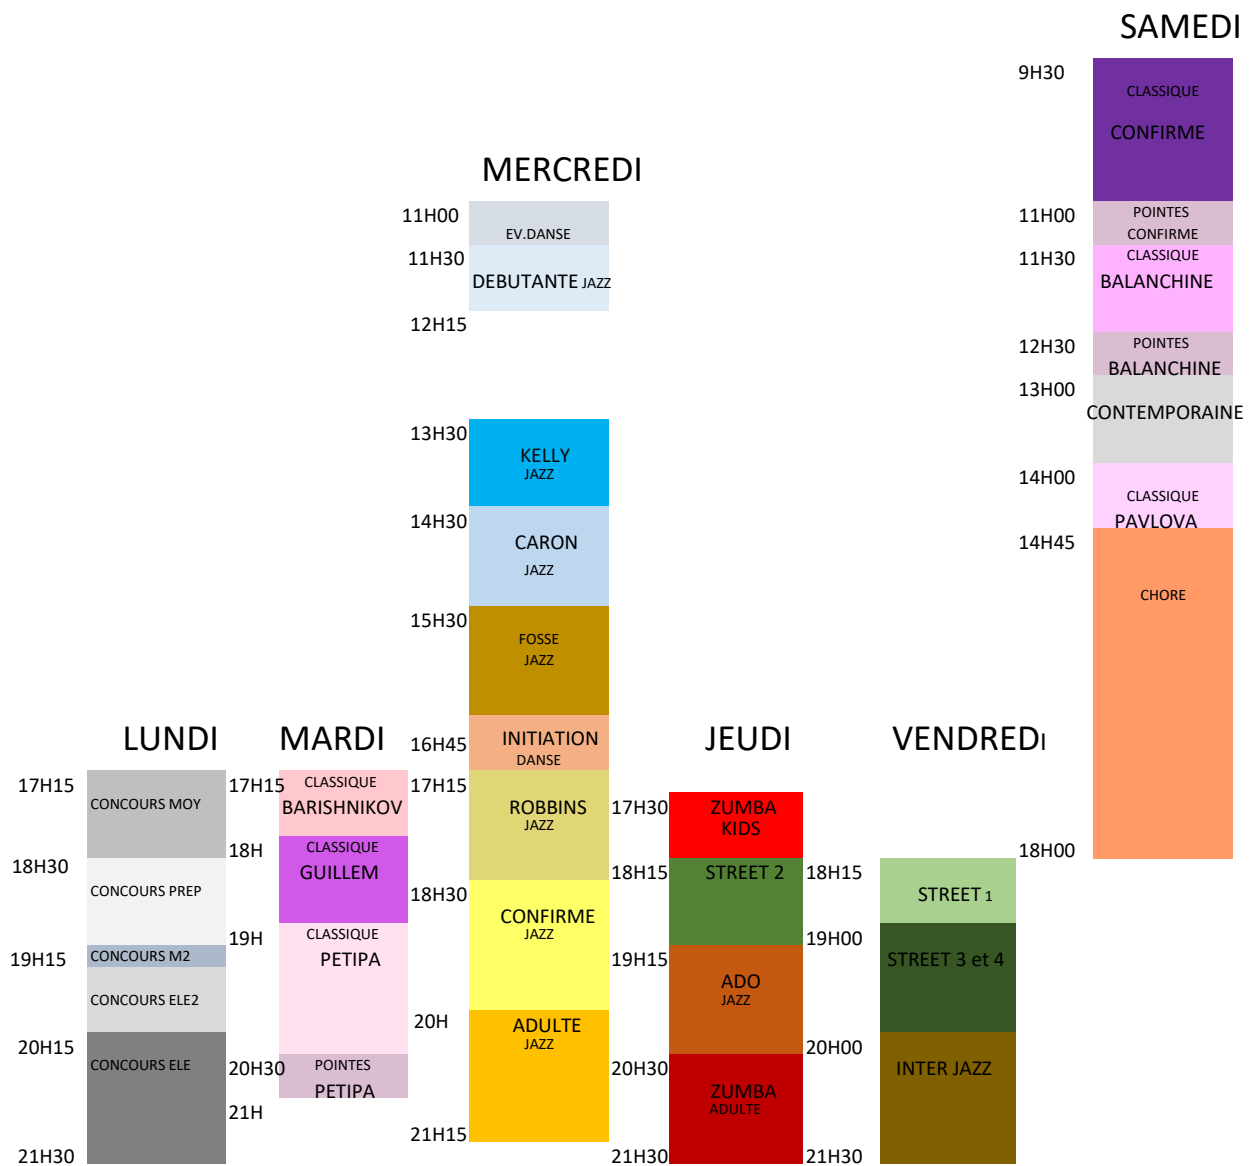 SAMEDI
9H30
CLASSIQUE
CONFIRME
11H00
POINTES
CONFIRME
11H30
CLASSIQUE
BALANCHINE
12H30
POINTES
BALANCHINE
13H00
CONTEMPORAINE
14H00
CLASSIQUE
PAVLOVA
14H45
CHORE
18H00
MERCREDI
11H00
EV.DANSE
11H30
DEBUTANTE JAZZ
12H15
13H30
KELLY
JAZZ
14H30
CARON
JAZZ
15H30
FOSSE
JAZZ
16H45
INITIATION
DANSE
17H15
ROBBINS
JAZZ
18H30
CONFIRME
JAZZ
20H
ADULTE
JAZZ
21H15
LUNDI
17H15
CONCOURS MOY
18H30
CONCOURS PREP
19H15
CONCOURS M2
CONCOURS ELE2
20H15
CONCOURS ELE
21H30
MARDI
17H15
CLASSIQUE
BARISHNIKOV
18H
CLASSIQUE
GUILLEM
19H
CLASSIQUE
PETIPA
20H30
POINTES
PETIPA
21H
JEUDI
17H30
ZUMBA
KIDS
18H15
STREET 2
19H15
ADO
JAZZ
20H30
ZUMBA
ADULTE
21H30
VENDREDI
18H15
STREET 1
19H00
STREET 3 et 4
20H00
INTER JAZZ
21H30